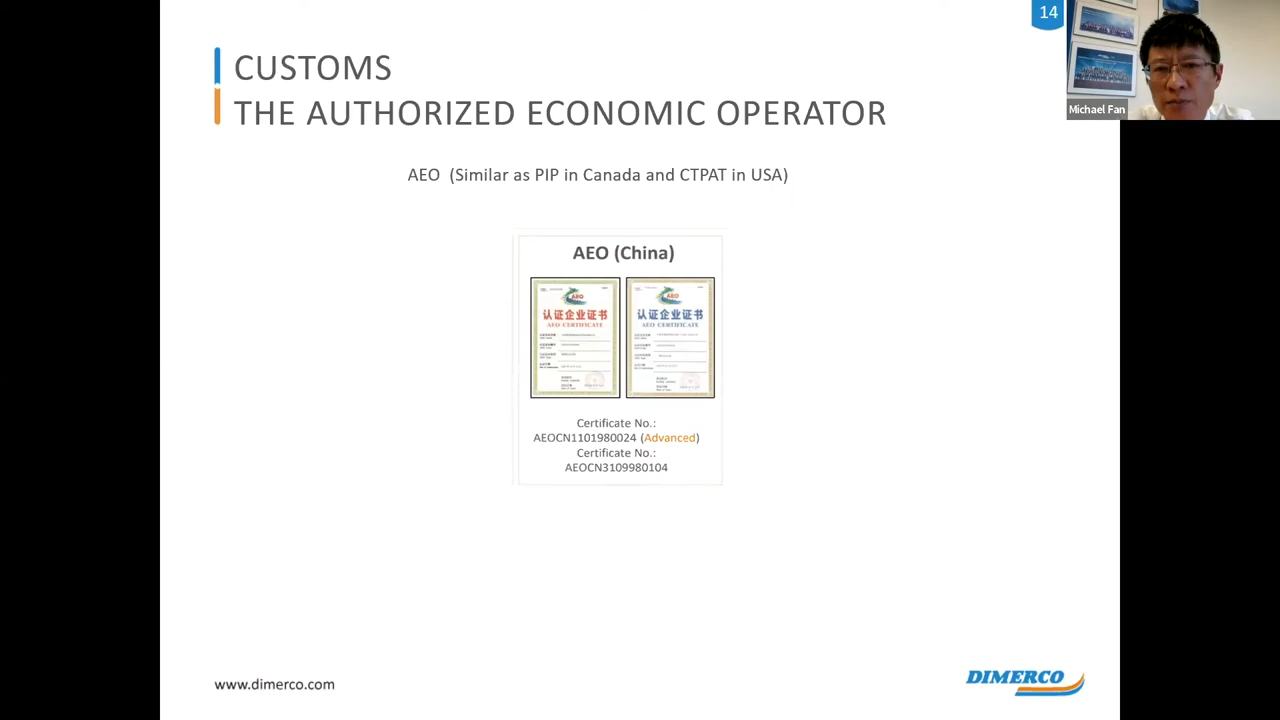 14
CUSTOMS
THE AUTHORIZED ECONOMIC OPERATOR
Michael Fan
AEO (Similar as PIP in Canada and CTPAT in USA)
AEO (China)
AEO
认证企业证书
AEO CERTIFICATE
AEO
认证企业证书
AEO CERTIFICATE
Certificate No.:
AEOCN1101980024 (Advanced)
Certificate No.:
AEOCN3109980104
www.dimerco.com
DIMERCO